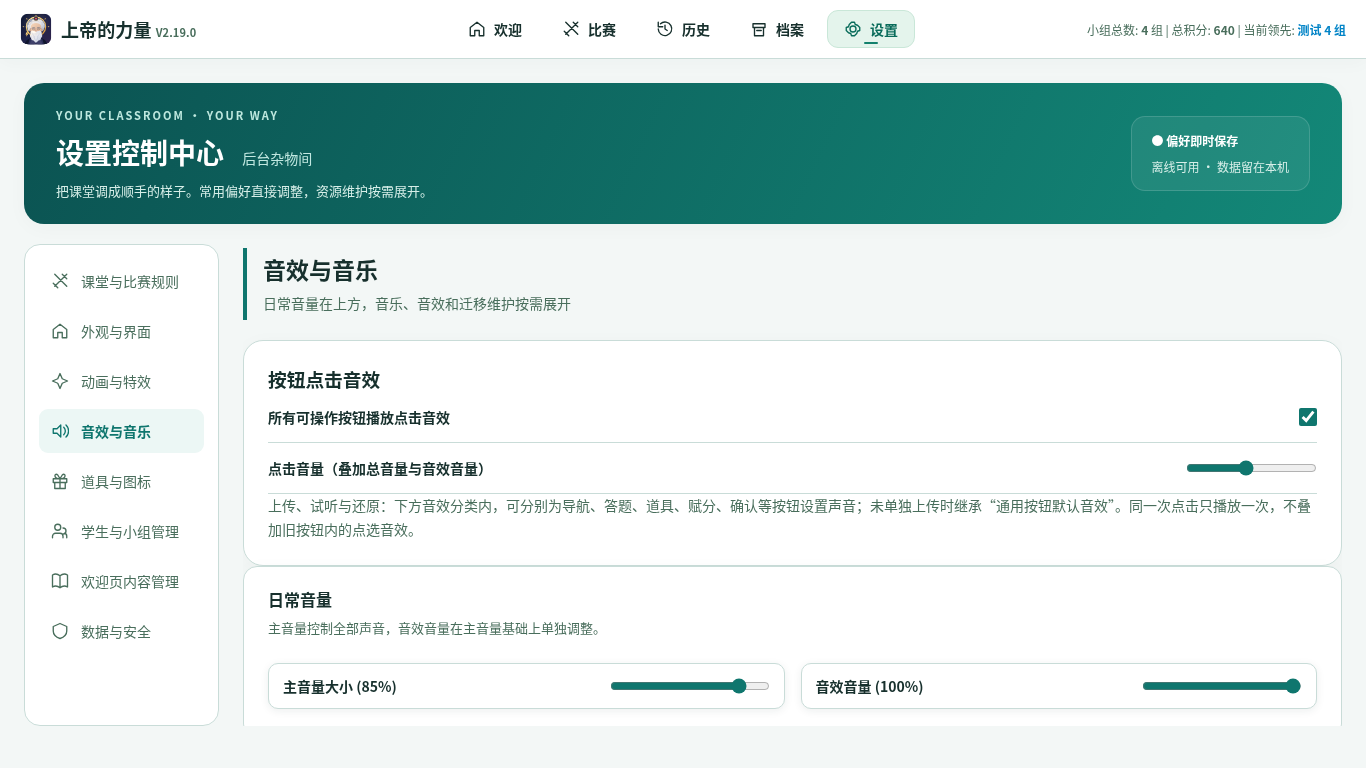 上帝的力量 V2.19.0
欢迎
比赛
历史
档案
设置
小组总数: 4 组 | 总积分: 640 | 当前领先: 测试 4 组
YOUR CLASSROOM · YOUR WAY
设置控制中心 后台杂物间
把课堂调成顺手的样子。常用偏好直接调整，资源维护按需展开。
偏好即时保存
离线可用 · 数据留在本机
课堂与比赛规则
外观与界面
动画与特效
音效与音乐
道具与图标
学生与小组管理
欢迎页内容管理
数据与安全
音效与音乐
日常音量在上方，音乐、音效和迁移维护按需展开
按钮点击音效
所有可操作按钮播放点击音效
点击音量（叠加总音量与音效音量）
上传、试听与还原：下方音效分类内，可分别为导航、答题、道具、赋分、确认等按钮设置声音；未单独上传时继承“通用按钮默认音效”。同一次点击只播放一次，不叠
加旧按钮内的点选音效。
日常音量
主音量控制全部声音，音效音量在主音量基础上单独调整。
主音量大小 (85%)
音效音量 (100%)